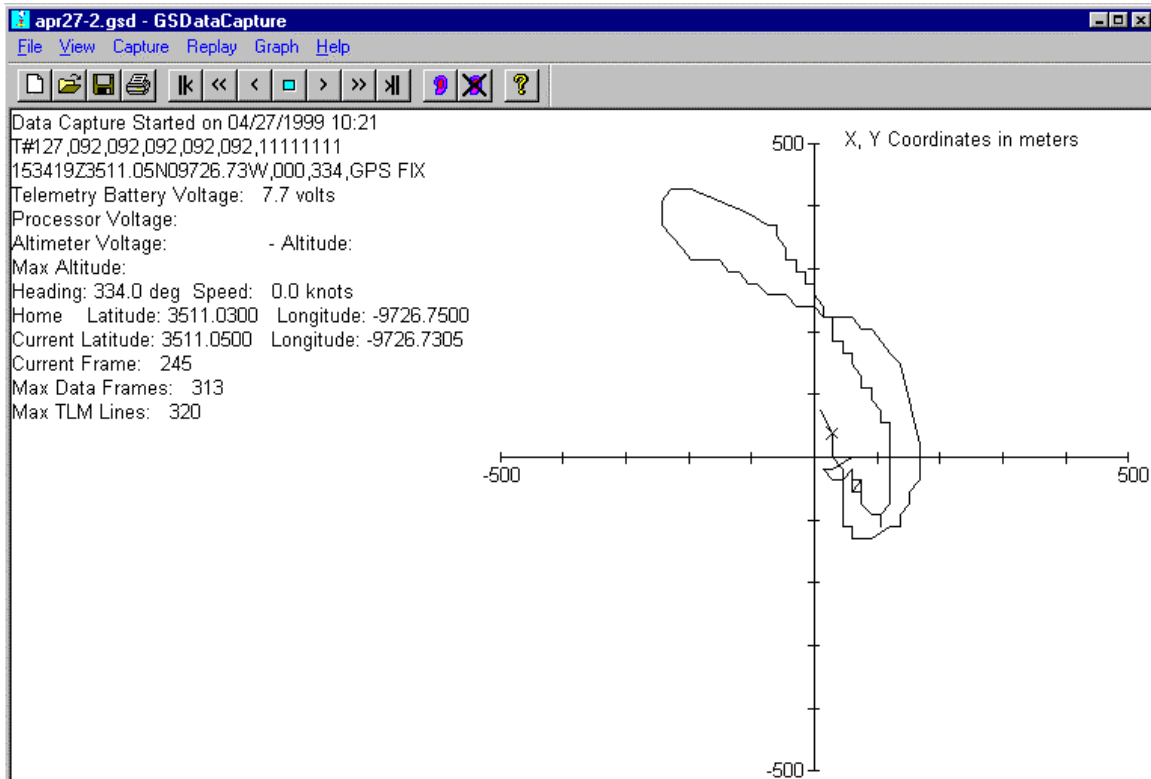 apr27-2.gsd - GSDataCapture
File View Capture Replay Graph Help
Data Capture Started on 04/27/1999 10:21
T#127,092,092,092,092,092,11111111
153419Z3511.05N09726.73W,000,334,GPS FIX
Telemetry Battery Voltage: 7.7 volts
Processor Voltage:
Altimeter Voltage: - Altitude:
Max Altitude:
Heading: 334.0 deg Speed: 0.0 knots
Home Latitude: 3511.0300 Longitude: -9726.7500
Current Latitude: 3511.0500 Longitude: -9726.7305
Current Frame: 245
Max Data Frames: 313
Max TLM Lines: 320
500 X, Y Coordinates in meters
-500 500
-500